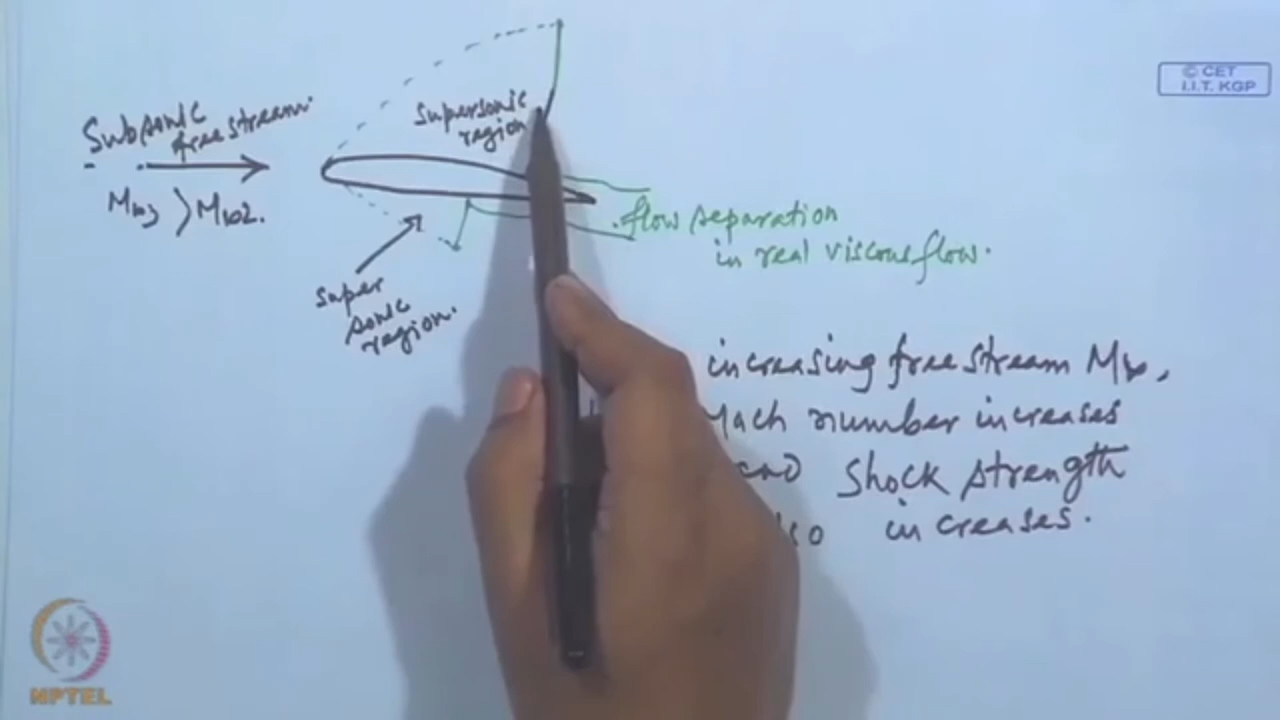 © CET
I.I.T. KGP
Subsonic
free stream
M∞3 > M∞2.
Supersonic
region
flow separation
in real viscous flow.
super
sonic
region.
increasing free stream M∞,
Mach number increases
and shock strength
increases.
NPTEL